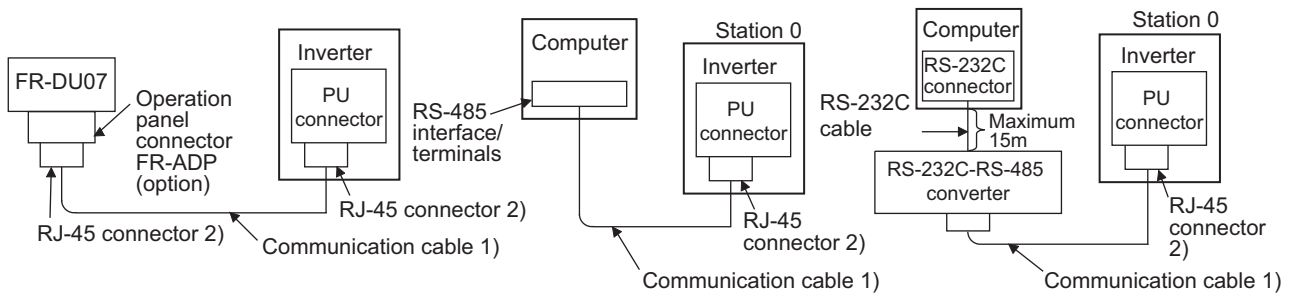 FR-DU07
Operation
panel
connector
FR-ADP
(option)
RJ-45 connector 2)
Inverter
PU
connector
RJ-45 connector 2)
Communication cable 1)
Computer
RS-485
interface/
terminals
Station 0
Inverter
PU
connector
RJ-45
connector 2)
Communication cable 1)
Computer
RS-232C
connector
RS-232C
cable
Maximum
15m
RS-232C-RS-485
converter
Station 0
Inverter
PU
connector
RJ-45
connector
2)
Communication cable 1)